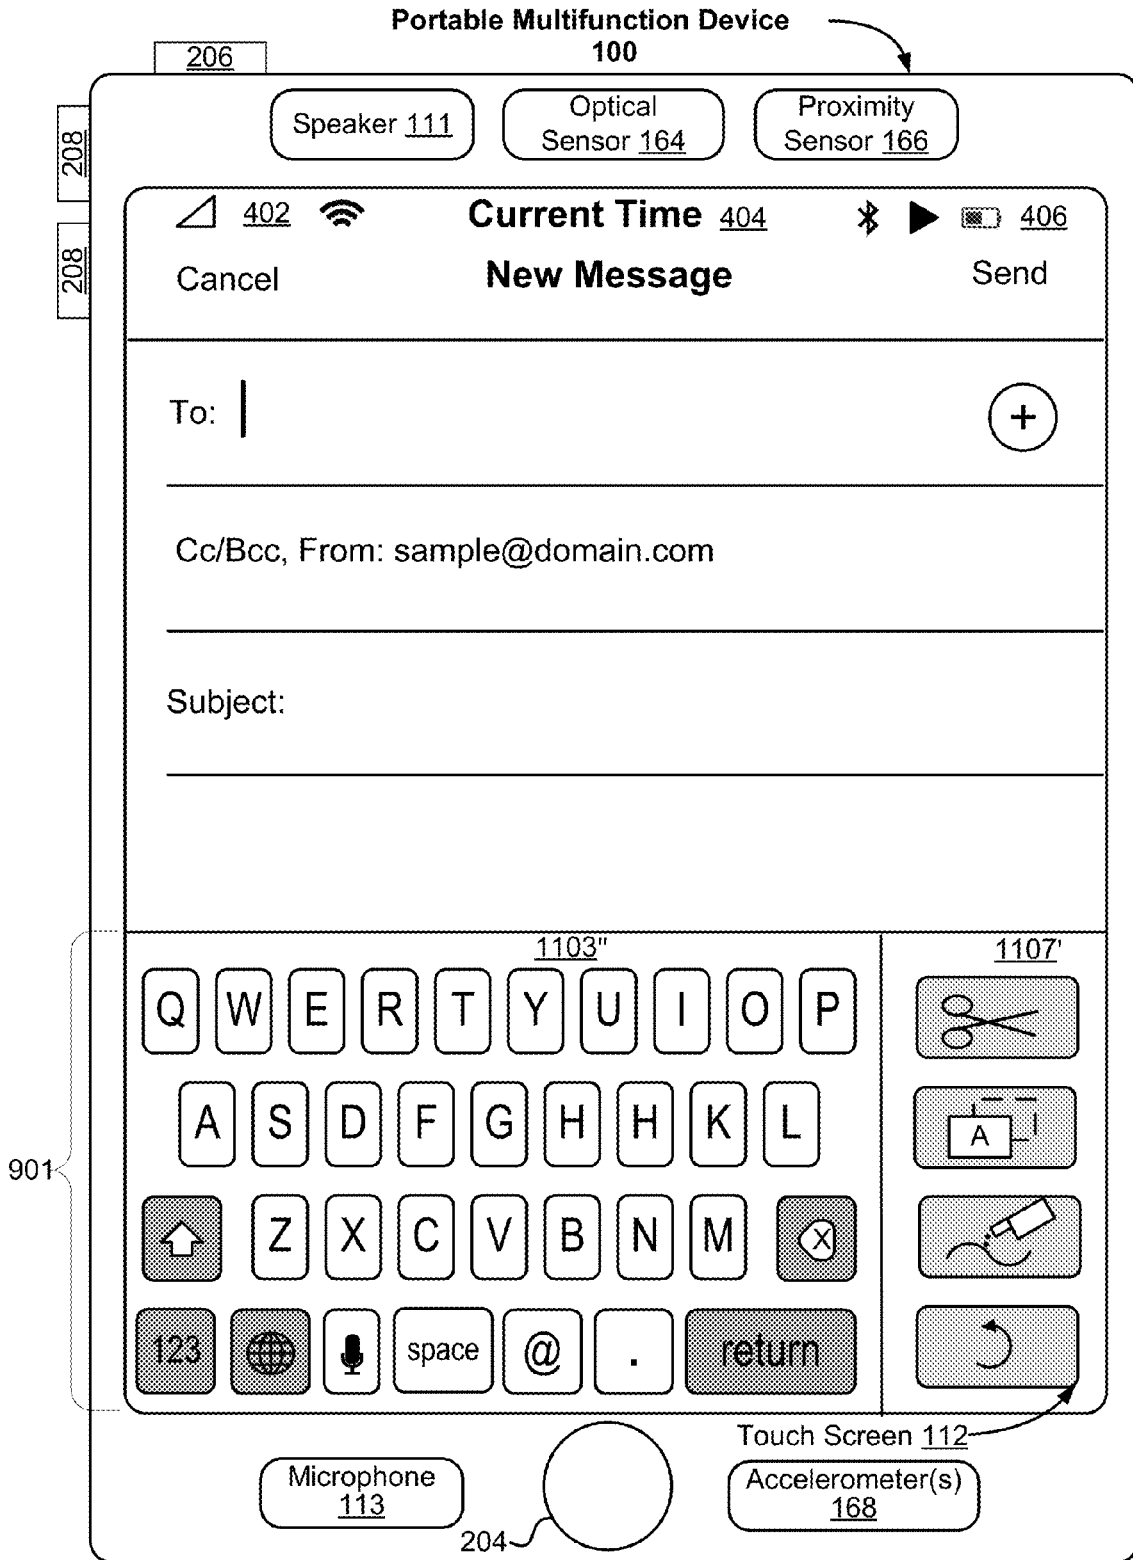 Portable Multifunction Device
100
206
208
208
Speaker 111
Optical
Sensor 164
Proximity
Sensor 166
402 Current Time 404 406
Cancel New Message Send
To: +
Cc/Bcc, From: sample@domain.com
Subject:
1103" 1107'
Q W E R T Y U I O P
A S D F G H H K L
A
901
Z X C V B N M X
123 space @ . return
Touch Screen 112
Microphone
113
204
Accelerometer(s)
168